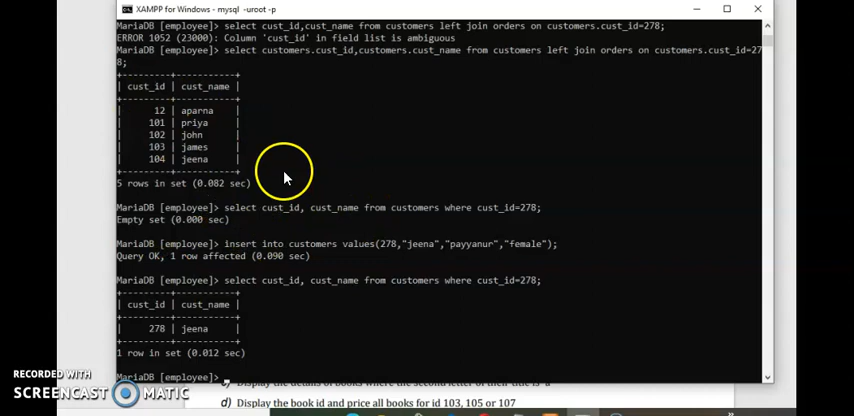 XAMPP for Windows - mysql -uroot -p
MariaDB [employee]> select cust_id,cust_name from customers left join orders on customers.cust_id=278;
ERROR 1052 (23000): Column 'cust_id' in field list is ambiguous
MariaDB [employee]> select customers.cust_id,customers.cust_name from customers left join orders on customers.cust_id=27
8;
+---------+-----------+
| cust_id | cust_name |
+---------+-----------+
| 12 | aparna |
| 101 | priya |
| 102 | john |
| 103 | james |
| 104 | jeena |
+---------+-----------+
5 rows in set (0.082 sec)
MariaDB [employee]> select cust_id, cust_name from customers where cust_id=278;
Empty set (0.000 sec)
MariaDB [employee]> insert into customers values(278,"jeena","payyanur","female");
Query OK, 1 row affected (0.090 sec)
MariaDB [employee]> select cust_id, cust_name from customers where cust_id=278;
+---------+-----------+
| cust_id | cust_name |
+---------+-----------+
| 278 | jeena |
+---------+-----------+
1 row in set (0.012 sec)
MariaDB [employee]>
RECORDED WITH
SCREENCAST MATIC
Display the details of books where the second letter of their title is 'a'
d) Display the book id and price all books for id 103, 105 or 107